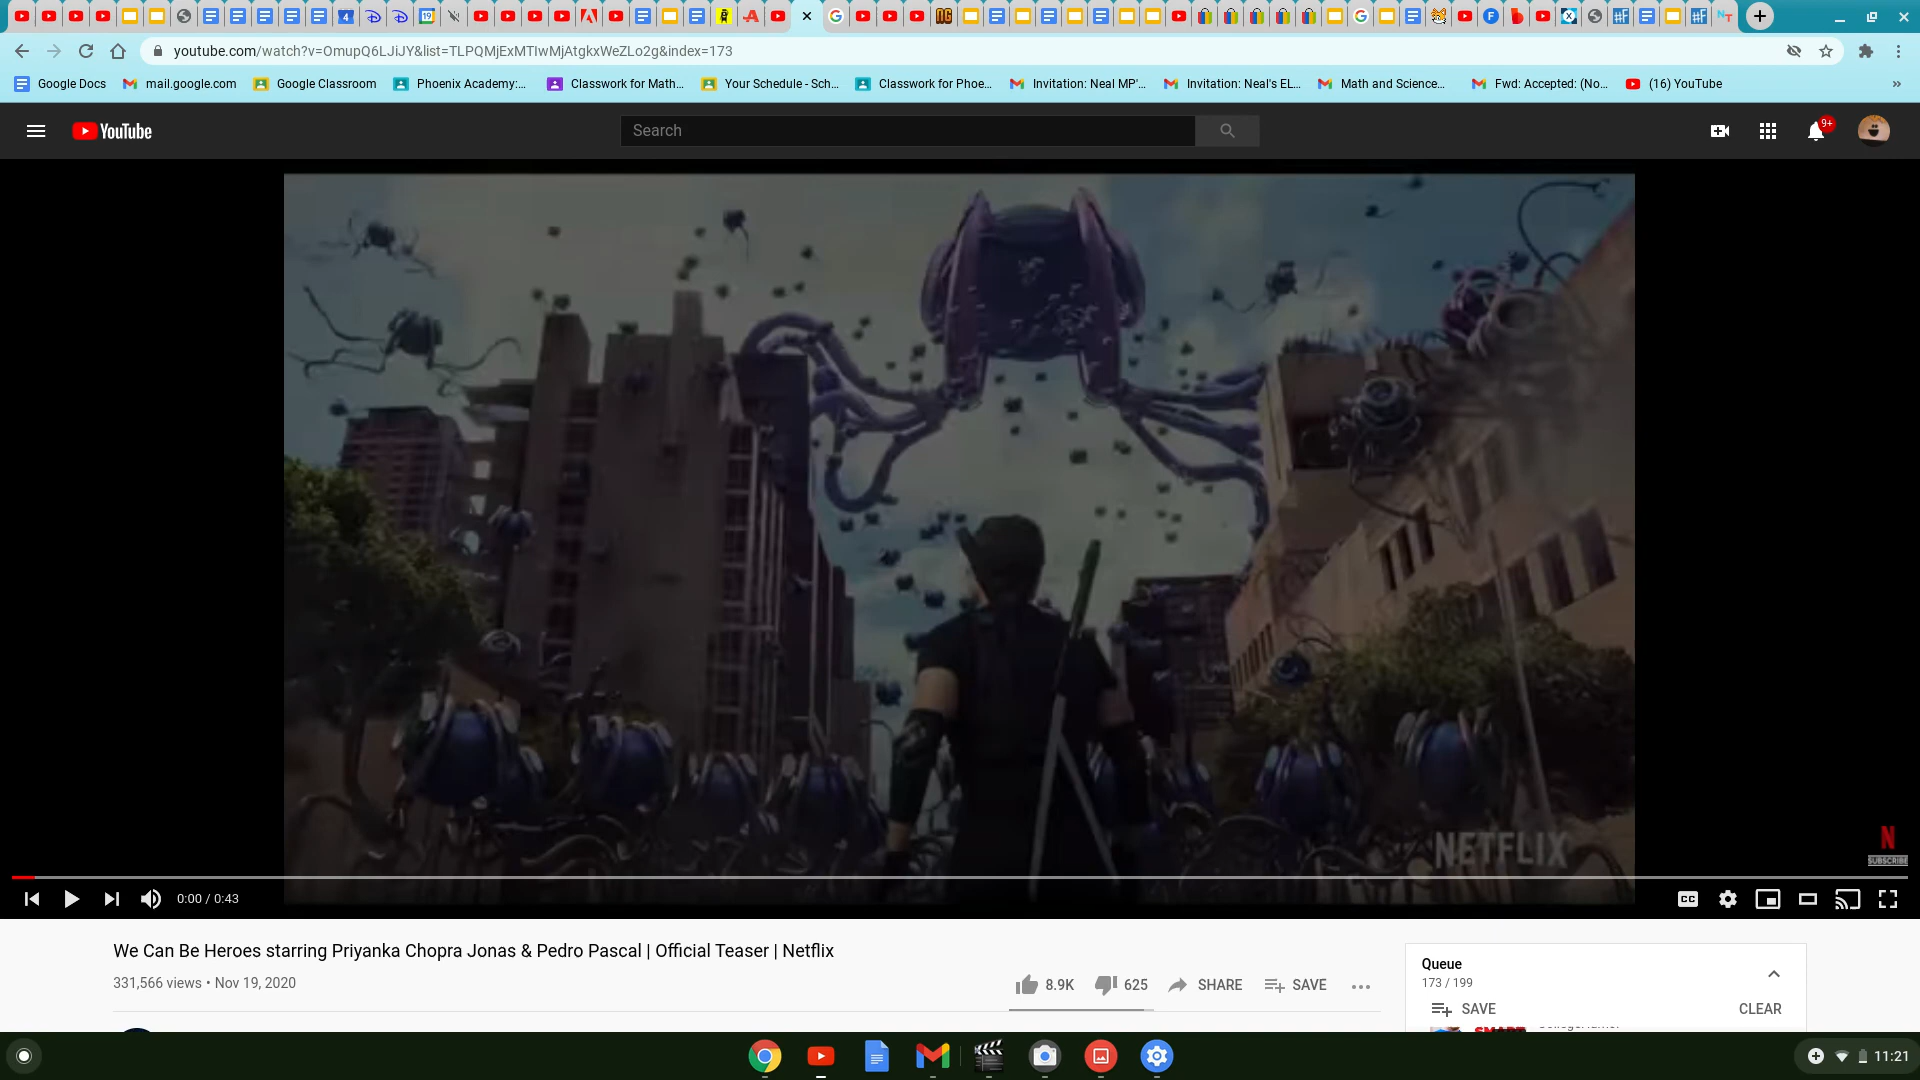 youtube.com/watch?v=OmupQ6LJiJY&list=TLPQMjExMTIwMjAtgkxWeZLo2g&index=173
Google Docs
mail.google.com
Google Classroom
Phoenix Academy:...
Classwork for Math...
Your Schedule - Sch...
Classwork for Phoe...
Invitation: Neal MP'...
Invitation: Neal's EL...
Math and Science...
Fwd: Accepted: (No...
(16) YouTube
YouTube
Search
9+
NETFLIX
N
SUBSCRIBE
0:00 / 0:43
CC
We Can Be Heroes starring Priyanka Chopra Jonas & Pedro Pascal | Official Teaser | Netflix
331,566 views • Nov 19, 2020
8.9K
625
SHARE
SAVE
Queue
173 / 199
SAVE
CLEAR
11:21